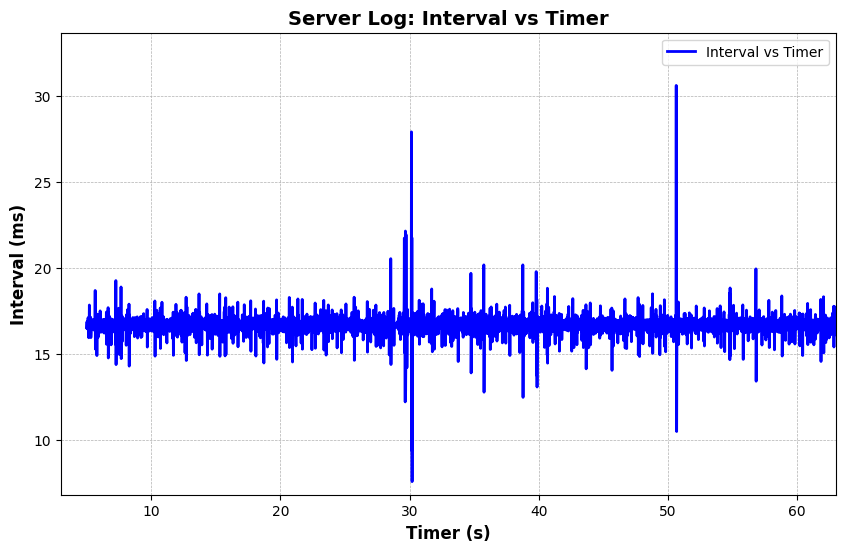 Server Log: Interval vs Timer
Interval vs Timer
30
25
20
15
10
Interval (ms)
10 20 30 40 50 60
Timer (s)